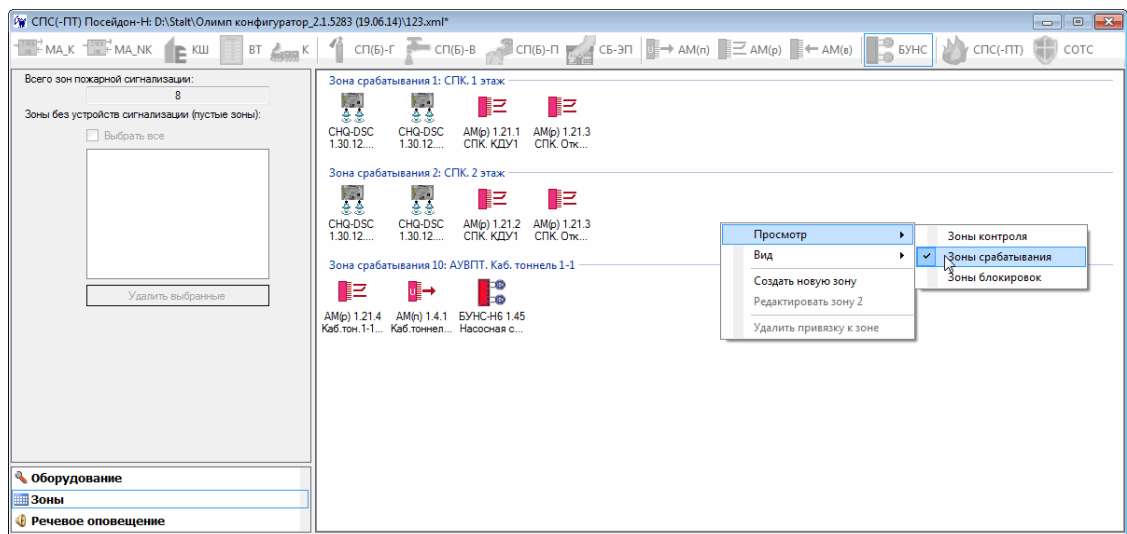 СПС(-ПТ) Посейдон-Н: D:\Stalt\Олимп конфигуратор_2.1.5283 (19.06.14)\123.xml*
МА_К МА_NK КШ ВТ К СП(Б)-Г СП(Б)-В СП(Б)-П СБ-ЭП АМ(п) АМ(р) АМ(в) БУНС СПС(-ПТ) СОТС
Всего зон пожарной сигнализации:
8
Зоны без устройств сигнализации (пустые зоны):
Выбрать все
Удалить выбранные
Оборудование
Зоны
Речевое оповещение
Зона срабатывания 1: СПК. 1 этаж
CHQ-DSC CHQ-DSC АМ(р) 1.21.1 АМ(р) 1.21.3
1.30.12.... 1.30.12.... СПК. КДУ1 СПК. Отк...
Зона срабатывания 2: СПК. 2 этаж
CHQ-DSC CHQ-DSC АМ(р) 1.21.2 АМ(р) 1.21.3
1.30.12.... 1.30.12.... СПК. КДУ1 СПК. Отк...
Зона срабатывания 10: АУВПТ. Каб. тоннель 1-1
АМ(р) 1.21.4 АМ(п) 1.4.1 БУНС-Н6 1.45
Каб.тон.1-1... Каб.тоннел... Насосная с...
Просмотр
Вид
Создать новую зону
Редактировать зону 2
Удалить привязку к зоне
Зоны контроля
Зоны срабатывания
Зоны блокировок